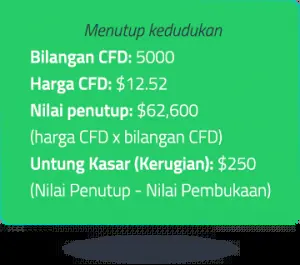 Menutup kedudukan
Bilangan CFD: 5000
Harga CFD: $12.52
Nilai penutup: $62,600
(harga CFD x bilangan CFD)
Untung Kasar (Kerugian): $250
(Nilai Penutup - Nilai Pembukaan)